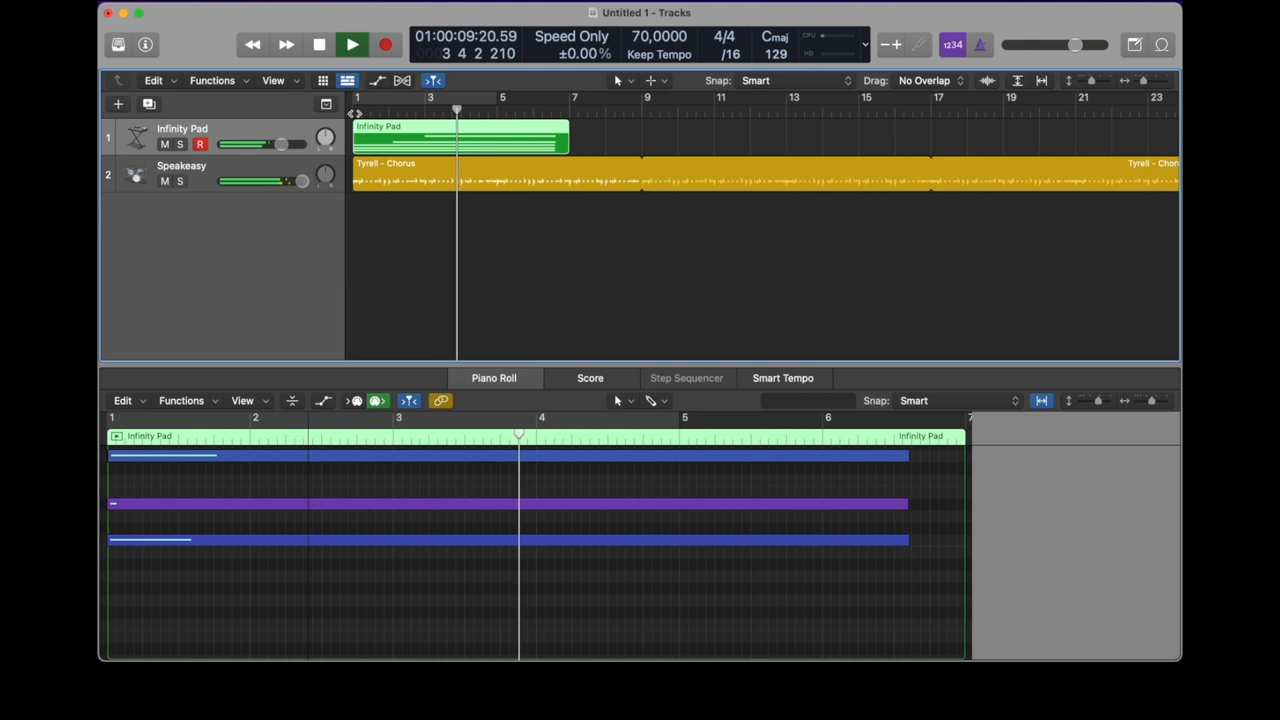 Untitled 1 - Tracks
01:00:09:20.59 Speed Only 70,0000 4/4 Cmaj CPU
3 4 2 210 ±0.00% Keep Tempo /16 129 HD
1234
Edit Functions View Snap: Smart Drag: No Overlap
1 3 5 7 9 11 13 15 17 19 21 23
1 Infinity Pad
M S R
L R
Infinity Pad
2 Speakeasy
M S
L R
Tyrell - Chorus Tyrell - Chor
Piano Roll Score Step Sequencer Smart Tempo
Edit Functions View Snap: Smart
1 2 3 4 5 6 7
Infinity Pad Infinity Pad